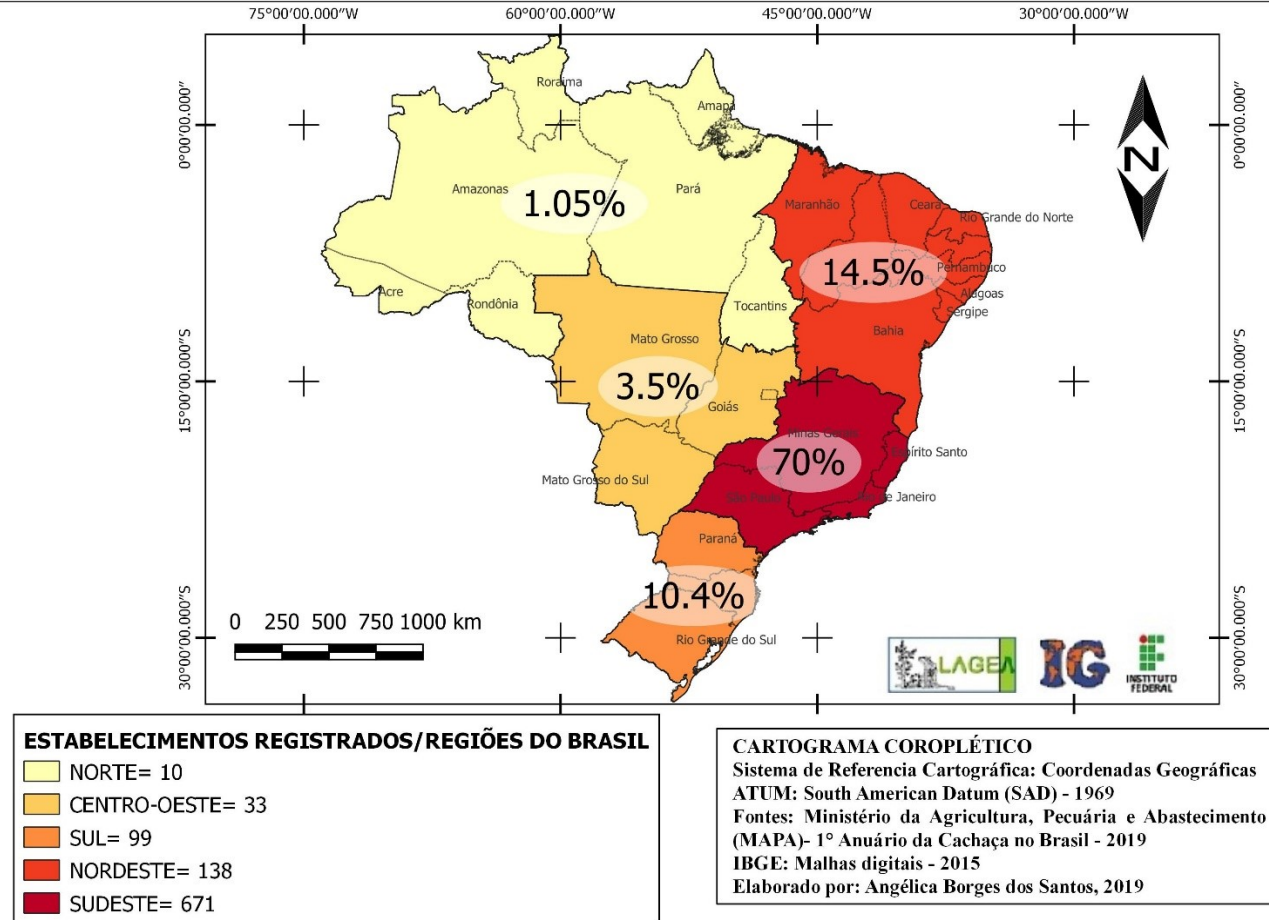 75°00'00.000"W 60°00'00.000"W 45°00'00.000"W 30°00'00.000"W
0°00'00.000" 0°00'00.000"
15°00'00.000"S 15°00'00.000"S
30°00'00.000"S 30°00'00.000"S
N
Roraima
Amapá
Amazonas
Pará
1.05%
Maranhão
Ceara
Rio Grande do Norte
14.5%
Pernambuco
Alagoas
Sergipe
Acre
Rondônia
Tocantins
Bahia
Mato Grosso
3.5%
Goiás
Minas Gerais
Espírito Santo
70%
Mato Grosso do Sul
São Paulo
Rio de Janeiro
Paraná
10.4%
Rio Grande do Sul
0 250 500 750 1000 km
LAGEA
IG
INSTITUTO
FEDERAL
ESTABELECIMENTOS REGISTRADOS/REGIÕES DO BRASIL
NORTE= 10
CENTRO-OESTE= 33
SUL= 99
NORDESTE= 138
SUDESTE= 671
CARTOGRAMA COROPLÉTICO
Sistema de Referencia Cartográfica: Coordenadas Geográficas
ATUM: South American Datum (SAD) - 1969
Fontes: Ministério da Agricultura, Pecuária e Abastecimento
(MAPA)- 1° Anuário da Cachaça no Brasil - 2019
IBGE: Malhas digitais - 2015
Elaborado por: Angélica Borges dos Santos, 2019